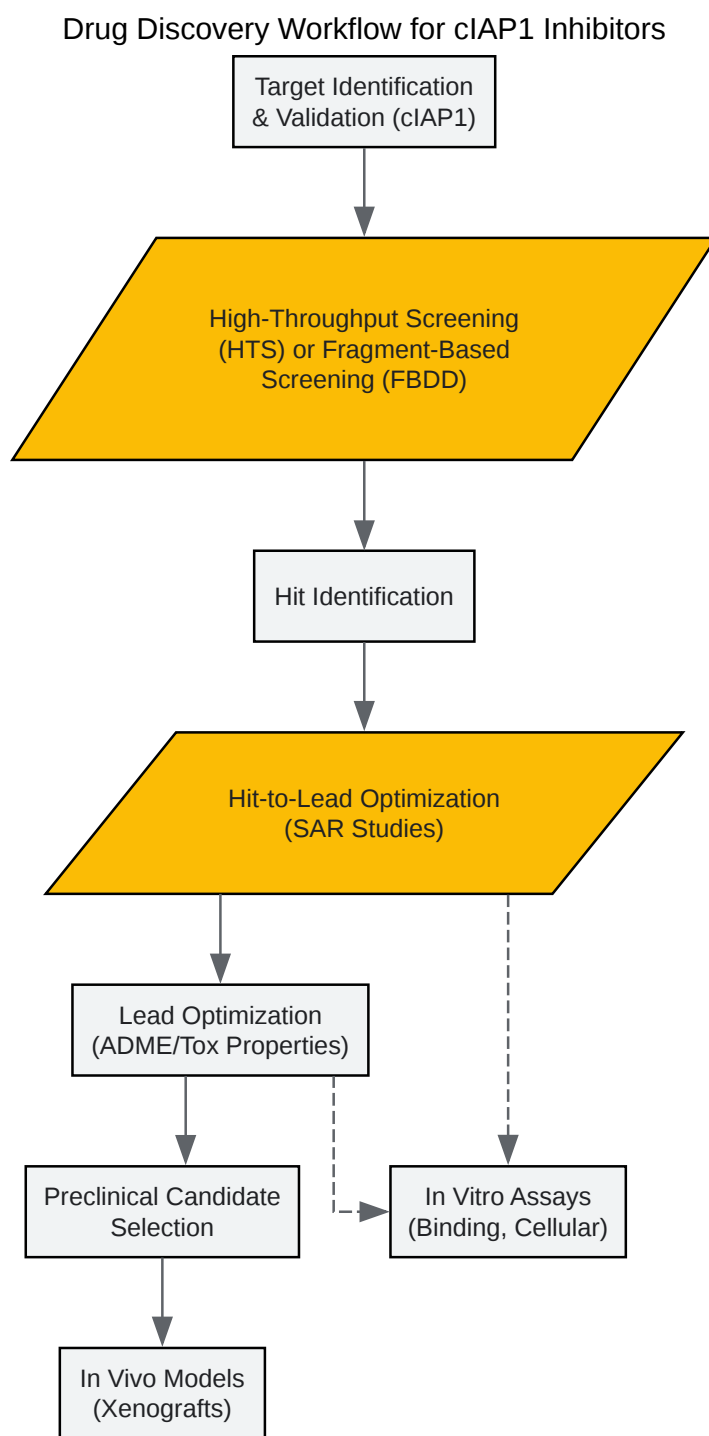 Drug Discovery Workflow for cIAP1 Inhibitors
Target Identification
& Validation (cIAP1)
High-Throughput Screening
(HTS) or Fragment-Based
Screening (FBDD)
Hit Identification
Hit-to-Lead Optimization
(SAR Studies)
Lead Optimization
(ADME/Tox Properties)
Preclinical Candidate
Selection
In Vitro Assays
(Binding, Cellular)
In Vivo Models
(Xenografts)